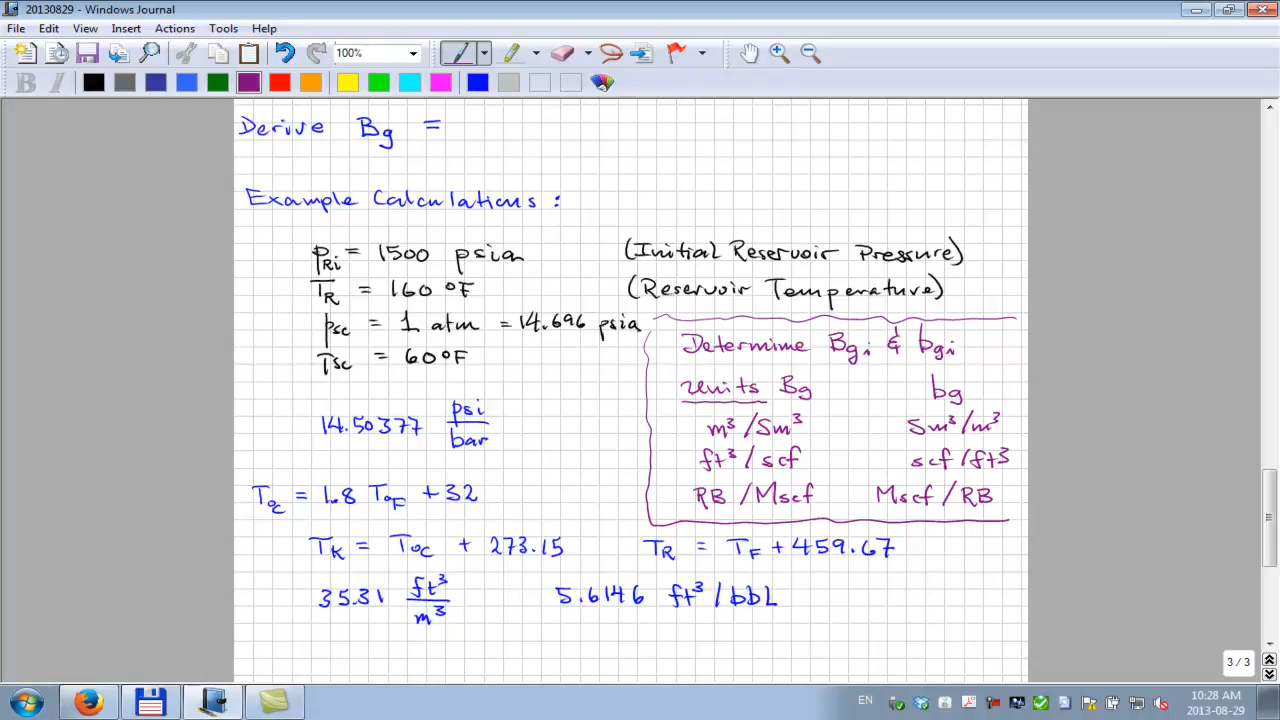 20130829 - Windows Journal
File Edit View Insert Actions Tools Help
100%
B I
Derive Bg =
Example Calculations :
pRi = 1500 psia (Initial Reservoir Pressure)
TR = 160 °F (Reservoir Temperature)
psc = 1 atm = 14.696 psia
Tsc = 60°F
Determine Bgi & bgi
units Bg bg
m³/Sm³ Sm³/m³
ft³/scf scf/ft3
RB/Mscf Mscf/RB
14.50377 psi/bar
T°C = 1.8 T°F + 32
TK = T°C + 273.15 TR = TF + 459.67
35.31 ft³/m³ 5.6146 ft³/bbL
3 / 3
EN
10:28 AM
2013-08-29